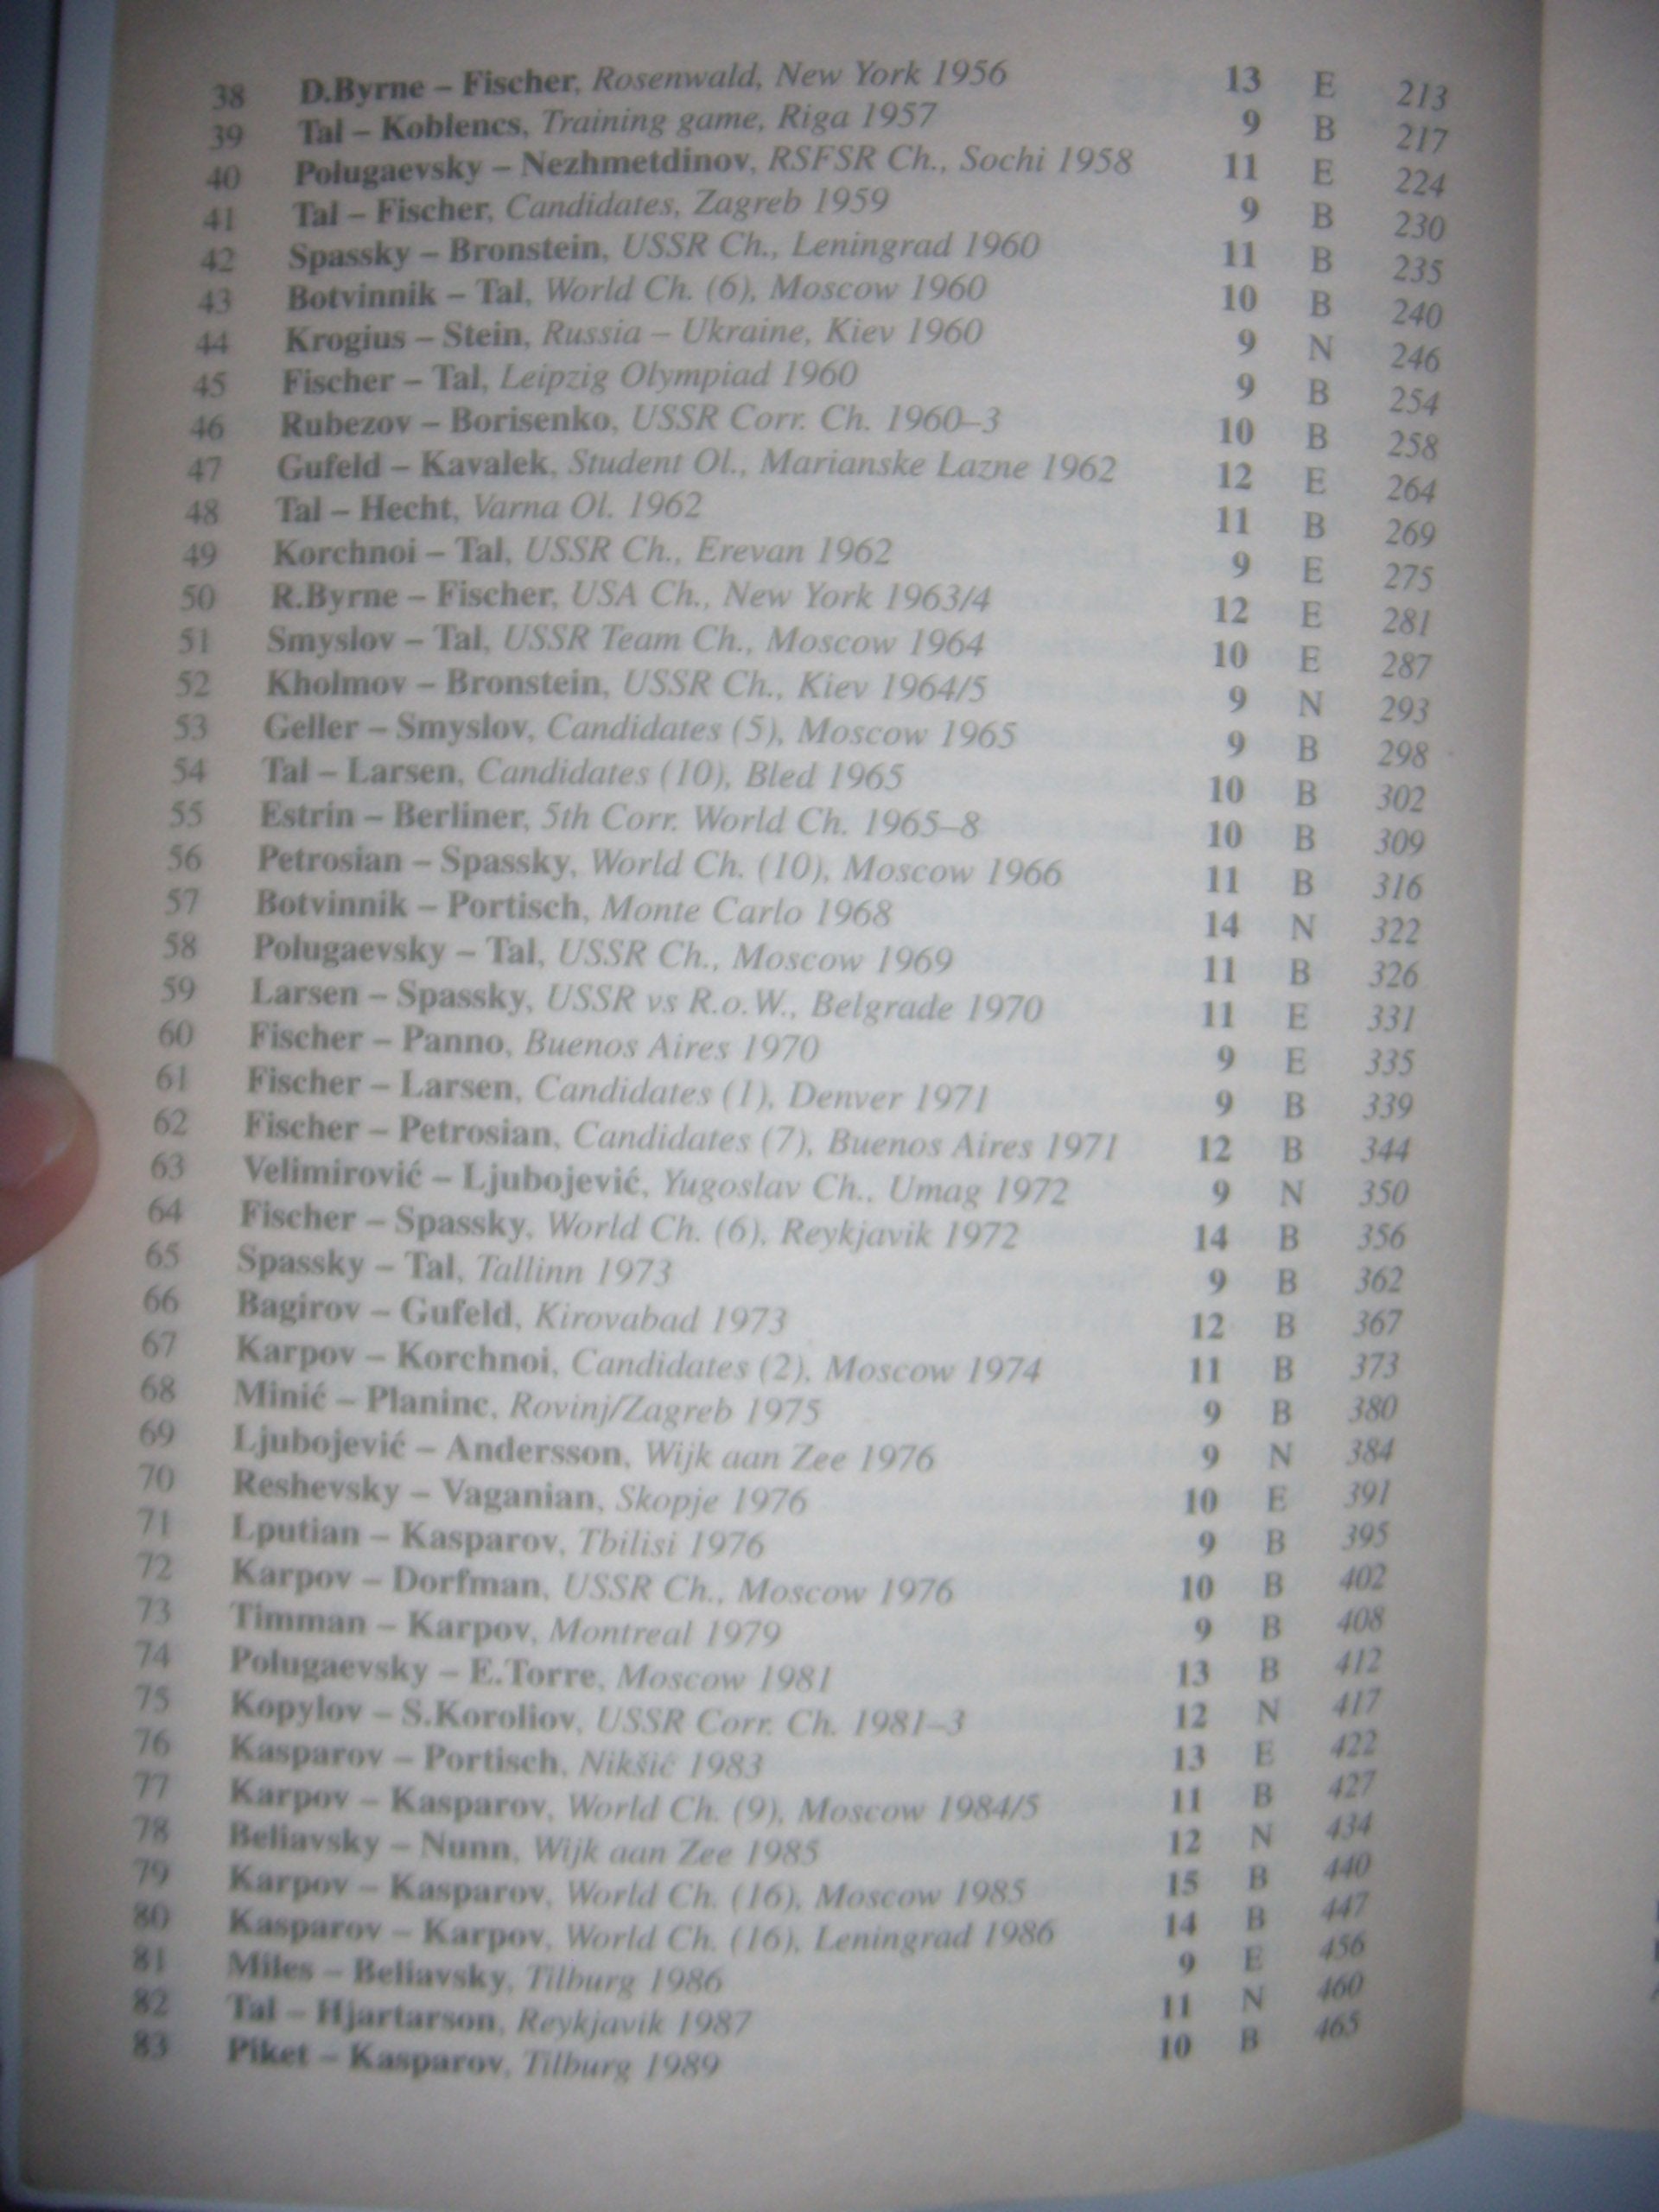 38 D.Byrne – Fischer, Rosenwald, New York 1956 13 E 213
39 Tal – Koblencs, Training game, Riga 1957 9 B 217
40 Polugaevsky – Nezhmetdinov, RSFSR Ch., Sochi 1958 11 E 224
41 Tal – Fischer, Candidates, Zagreb 1959 9 B 230
42 Spassky – Bronstein, USSR Ch., Leningrad 1960 11 B 235
43 Botvinnik – Tal, World Ch. (6), Moscow 1960 10 B 240
44 Krogius – Stein, Russia – Ukraine, Kiev 1960 9 N 246
45 Fischer – Tal, Leipzig Olympiad 1960 9 B 254
46 Rubezov – Borisenko, USSR Corr. Ch. 1960–3 10 B 258
47 Gufeld – Kavalek, Student Ol., Marianske Lazne 1962 12 E 264
48 Tal – Hecht, Varna Ol. 1962 11 B 269
49 Korchnoi – Tal, USSR Ch., Erevan 1962 9 E 275
50 R.Byrne – Fischer, USA Ch., New York 1963/4 12 E 281
51 Smyslov – Tal, USSR Team Ch., Moscow 1964 10 E 287
52 Kholmov – Bronstein, USSR Ch., Kiev 1964/5 9 N 293
53 Geller – Smyslov, Candidates (5), Moscow 1965 9 B 298
54 Tal – Larsen, Candidates (10), Bled 1965 10 B 302
55 Estrin – Berliner, 5th Corr. World Ch. 1965–8 10 B 309
56 Petrosian – Spassky, World Ch. (10), Moscow 1966 11 B 316
57 Botvinnik – Portisch, Monte Carlo 1968 14 N 322
58 Polugaevsky – Tal, USSR Ch., Moscow 1969 11 B 326
59 Larsen – Spassky, USSR vs R.o.W., Belgrade 1970 11 E 331
60 Fischer – Panno, Buenos Aires 1970 9 E 335
61 Fischer – Larsen, Candidates (1), Denver 1971 9 B 339
62 Fischer – Petrosian, Candidates (7), Buenos Aires 1971 12 B 344
63 Velimirović – Ljubojević, Yugoslav Ch., Umag 1972 9 N 350
64 Fischer – Spassky, World Ch. (6), Reykjavik 1972 14 B 356
65 Spassky – Tal, Tallinn 1973 9 B 362
66 Bagirov – Gufeld, Kirovabad 1973 12 B 367
67 Karpov – Korchnoi, Candidates (2), Moscow 1974 11 B 373
68 Minić – Planinc, Rovinj/Zagreb 1975 9 B 380
69 Ljubojević – Andersson, Wijk aan Zee 1976 9 N 384
70 Reshevsky – Vaganian, Skopje 1976 10 E 391
71 Lputian – Kasparov, Tbilisi 1976 9 B 395
72 Karpov – Dorfman, USSR Ch., Moscow 1976 10 B 402
73 Timman – Karpov, Montreal 1979 9 B 408
74 Polugaevsky – E.Torre, Moscow 1981 13 B 412
75 Kopylov – S.Koroliov, USSR Corr. Ch. 1981–3 12 N 417
76 Kasparov – Portisch, Nikšić 1983 13 E 422
77 Karpov – Kasparov, World Ch. (9), Moscow 1984/5 11 B 427
78 Beliavsky – Nunn, Wijk aan Zee 1985 12 N 434
79 Karpov – Kasparov, World Ch. (16), Moscow 1985 15 B 440
80 Kasparov – Karpov, World Ch. (16), Leningrad 1986 14 B 447
81 Miles – Beliavsky, Tilburg 1986 9 E 456
82 Tal – Hjartarson, Reykjavik 1987 11 N 460
83 Piket – Kasparov, Tilburg 1989 10 B 465